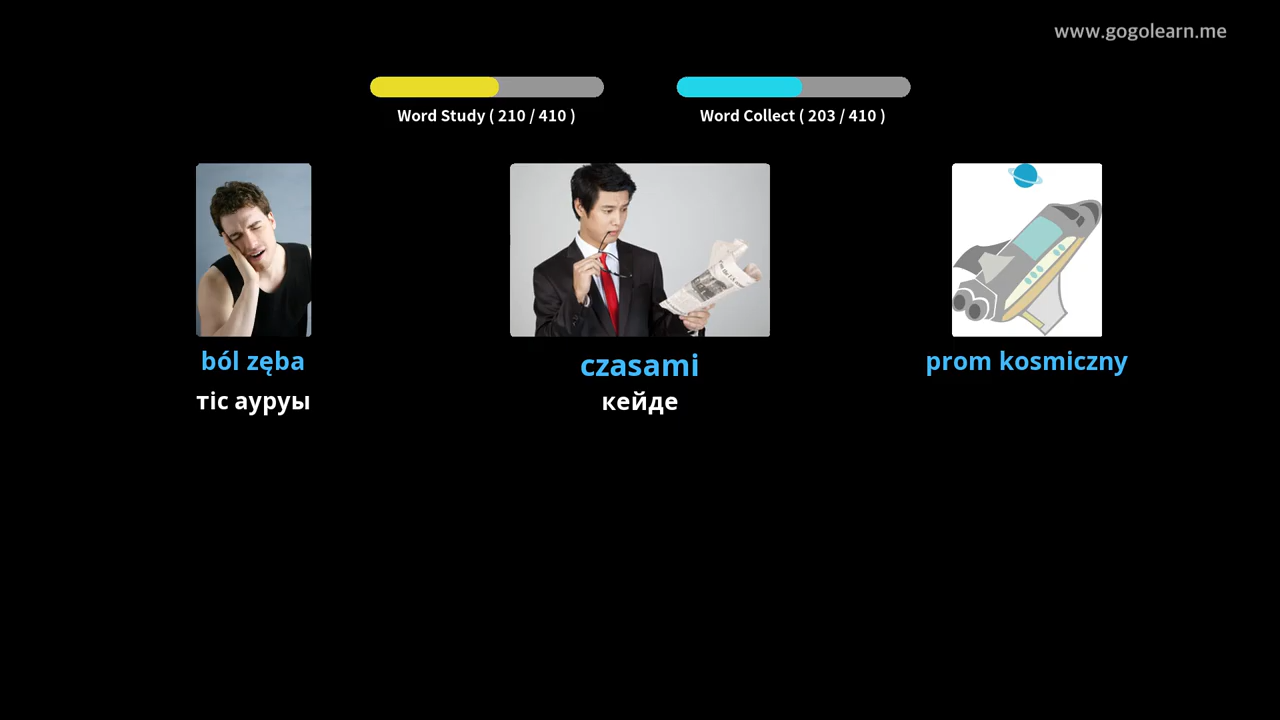 www.gogolearn.me
Word Study ( 210 / 410 )
Word Collect ( 203 / 410 )
ból zęba
czasami
prom kosmiczny
тіс ауруы
кейде